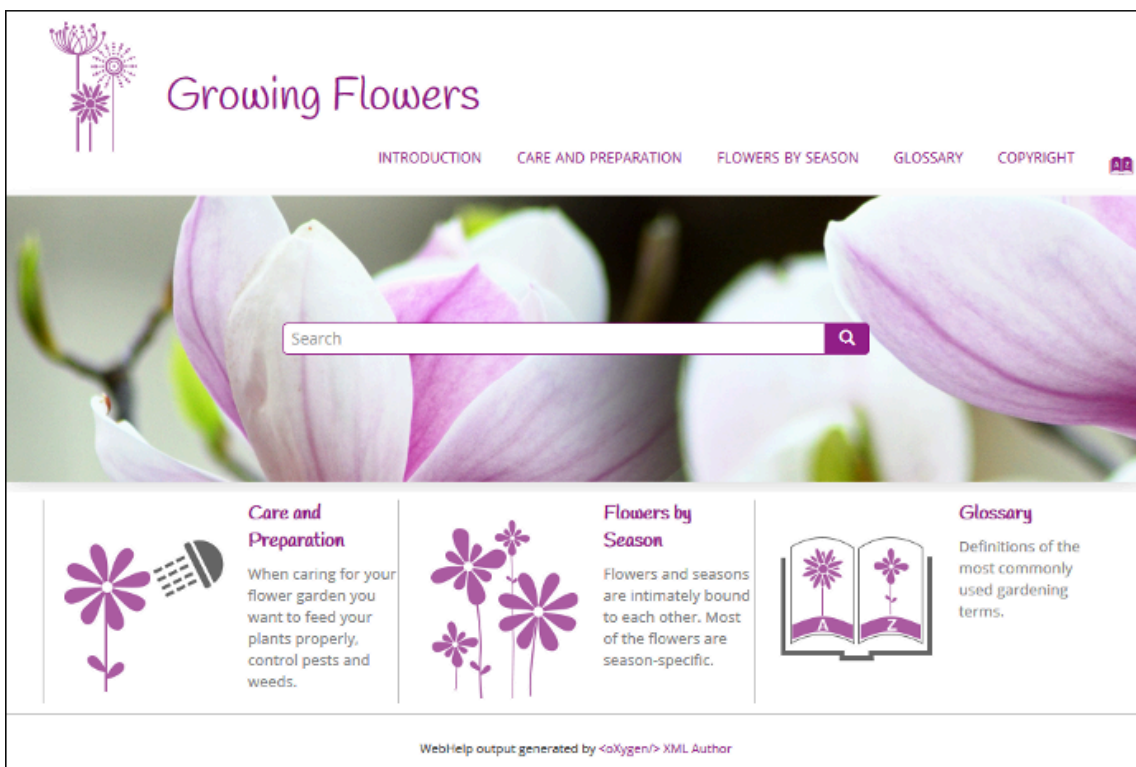 Growing Flowers
INTRODUCTION CARE AND PREPARATION FLOWERS BY SEASON GLOSSARY COPYRIGHT
A Z
Search
Care and
Preparation
When caring for your
flower garden you
want to feed your
plants properly,
control pests and
weeds.
Flowers by
Season
Flowers and seasons
are intimately bound
to each other. Most
of the flowers are
season-specific.
A Z
Glossary
Definitions of the
most commonly
used gardening
terms.
WebHelp output generated by <oXygen/> XML Author